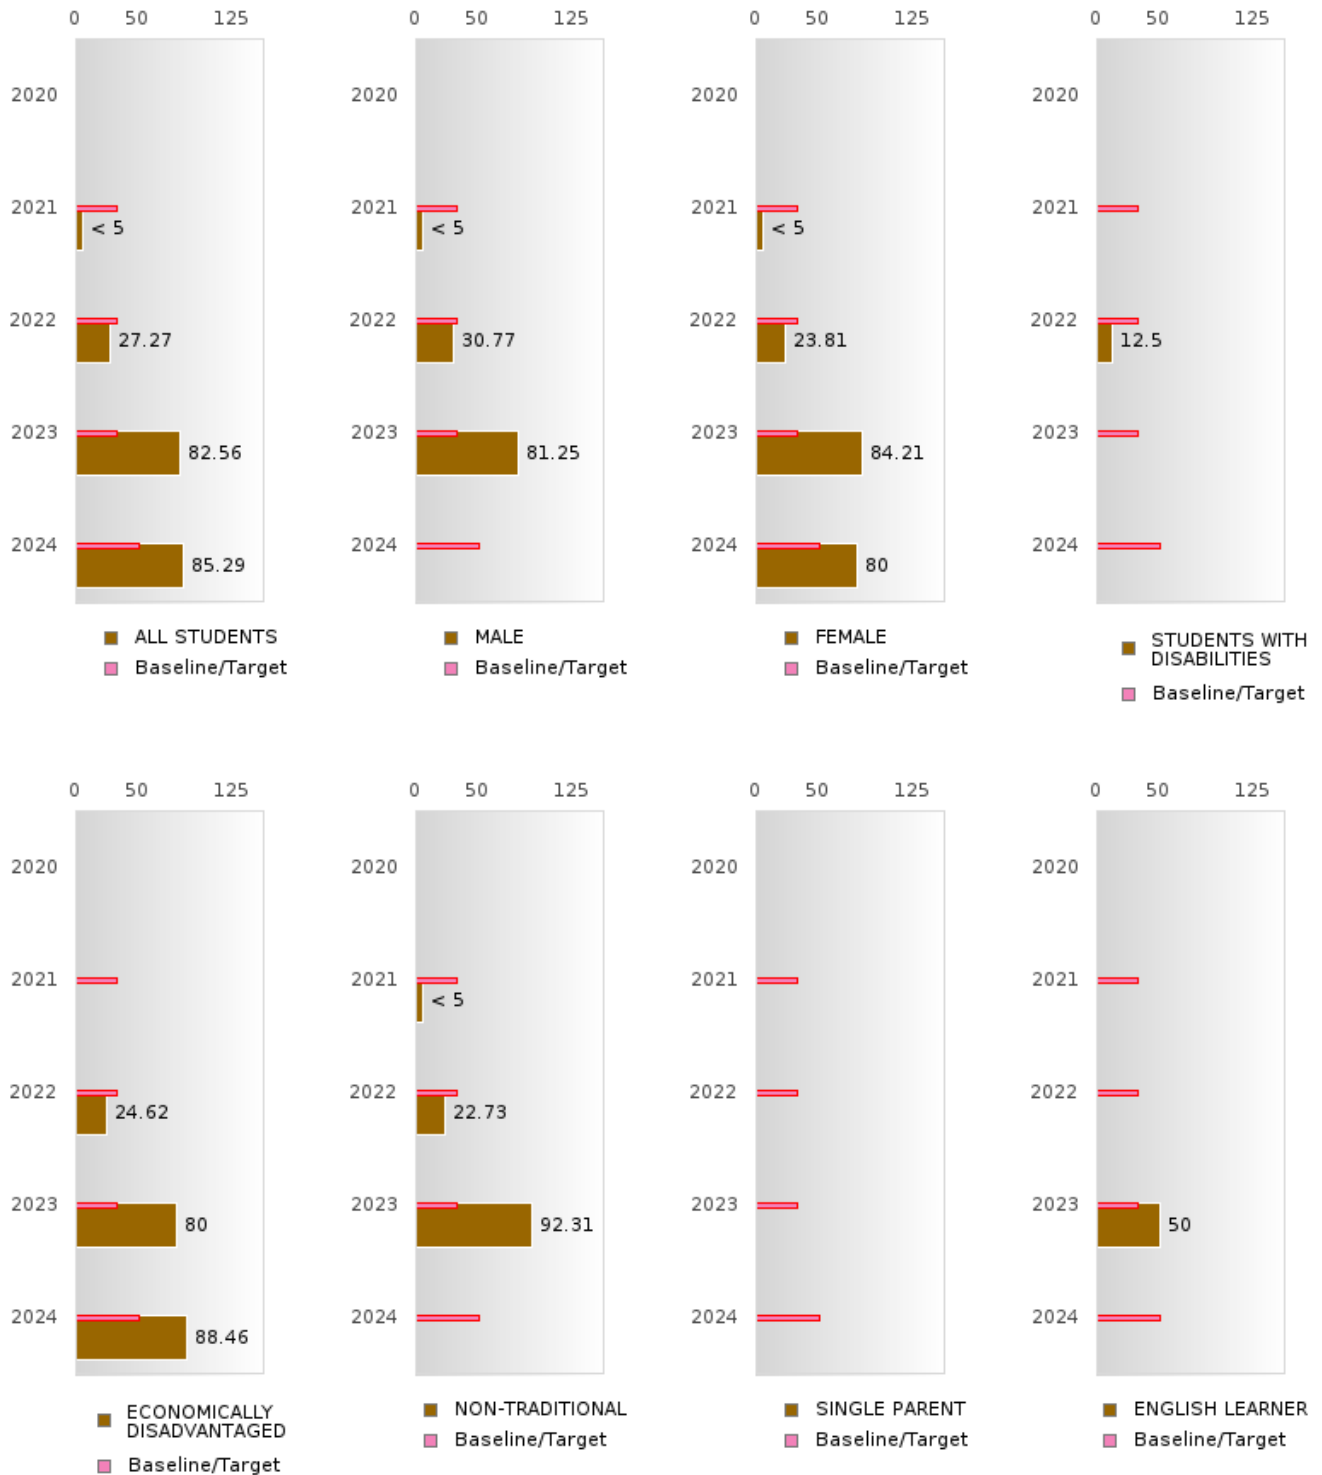 0 50 125 0 50 125 0 50 125 0 50 125
2020 2020 2020 2020
2021 2021 2021 2021
< 5 < 5 < 5
2022 2022 2022 2022
27.27 30.77 23.81 12.5
2023 2023 2023 2023
82.56 81.25 84.21
2024 2024 2024 2024
85.29 80
ALL STUDENTS MALE FEMALE STUDENTS WITH
DISABILITIES
Baseline/Target Baseline/Target Baseline/Target Baseline/Target
0 50 125 0 50 125 0 50 125 0 50 125
2020 2020 2020 2020
2021 2021 2021 2021
< 5
2022 2022 2022 2022
24.62 22.73
2023 2023 2023 2023
80 92.31 50
2024 2024 2024 2024
88.46
ECONOMICALLY
DISADVANTAGED NON-TRADITIONAL SINGLE PARENT ENGLISH LEARNER
Baseline/Target Baseline/Target Baseline/Target Baseline/Target